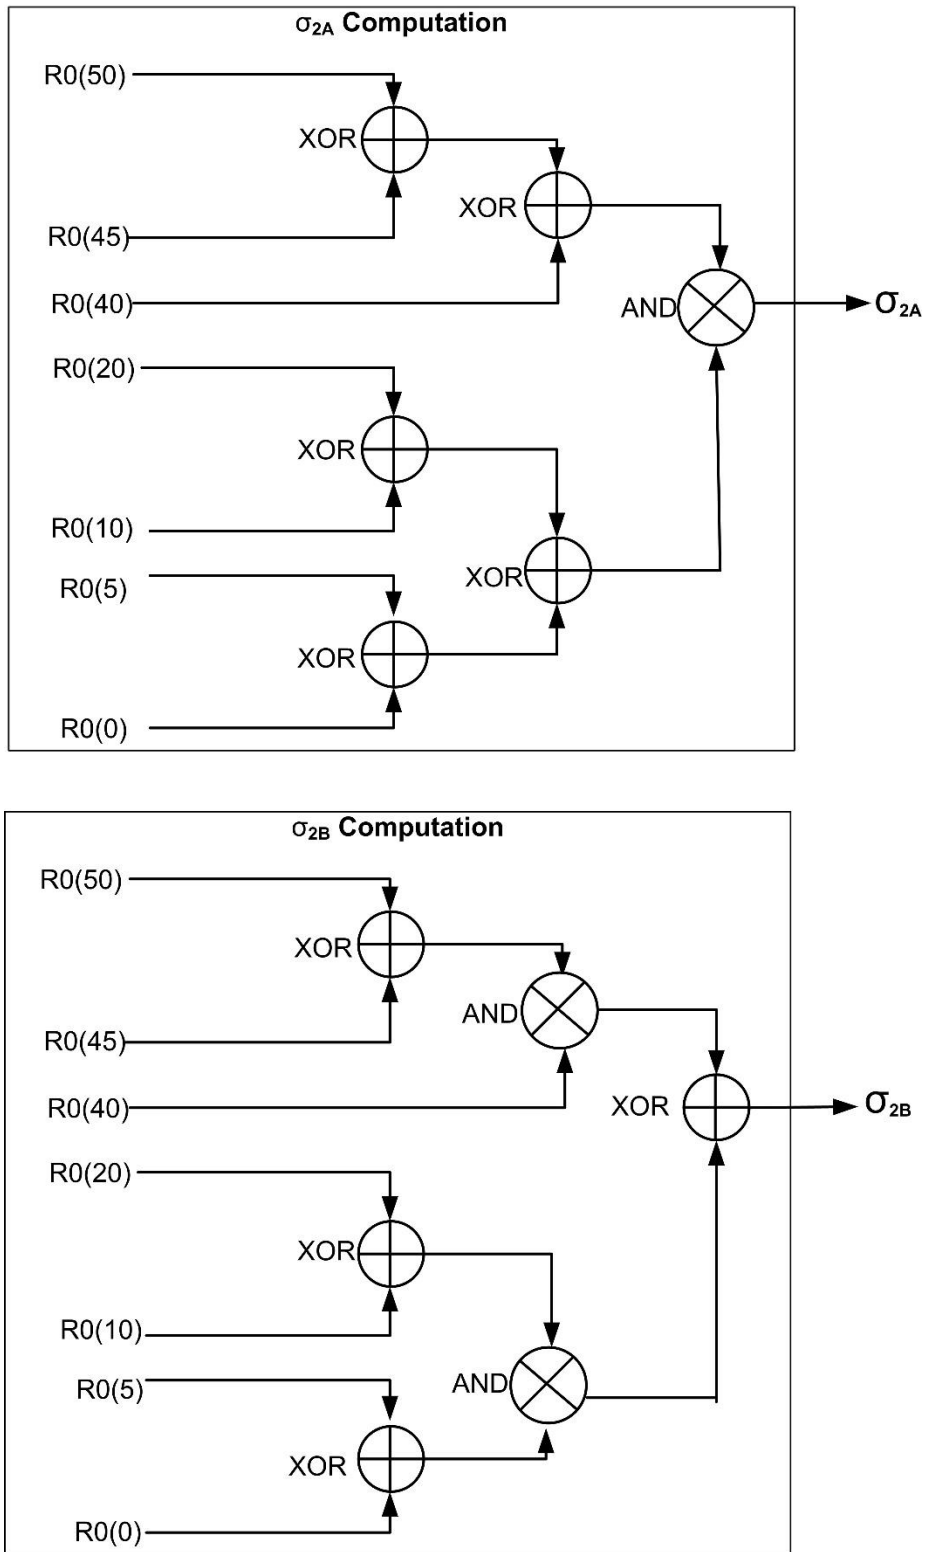 σ2A Computation
R0(50)
XOR
R0(45)
XOR
R0(40)
AND
σ2A
R0(20)
XOR
R0(10)
R0(5)
XOR
XOR
R0(0)
σ2B Computation
R0(50)
XOR
R0(45)
AND
R0(40)
XOR
σ2B
R0(20)
XOR
R0(10)
R0(5)
AND
XOR
R0(0)